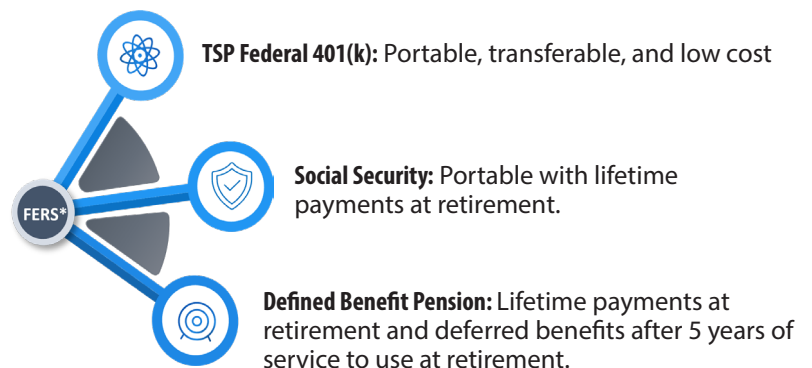 TSP Federal 401(k): Portable, transferable, and low cost
Social Security: Portable with lifetime
payments at retirement.
FERS*
Defined Benefit Pension: Lifetime payments at
retirement and deferred benefits after 5 years of
service to use at retirement.